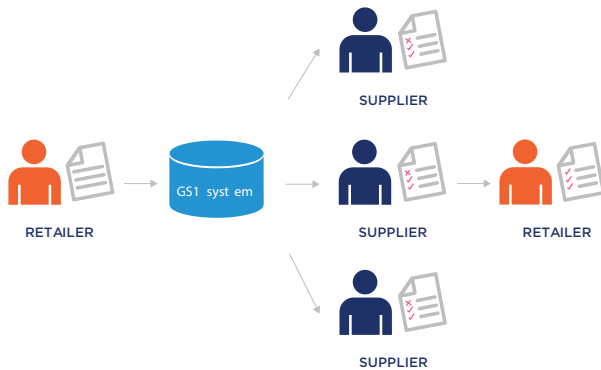 SUPPLIER
GS1 syst em
RETAILER
SUPPLIER
RETAILER
SUPPLIER